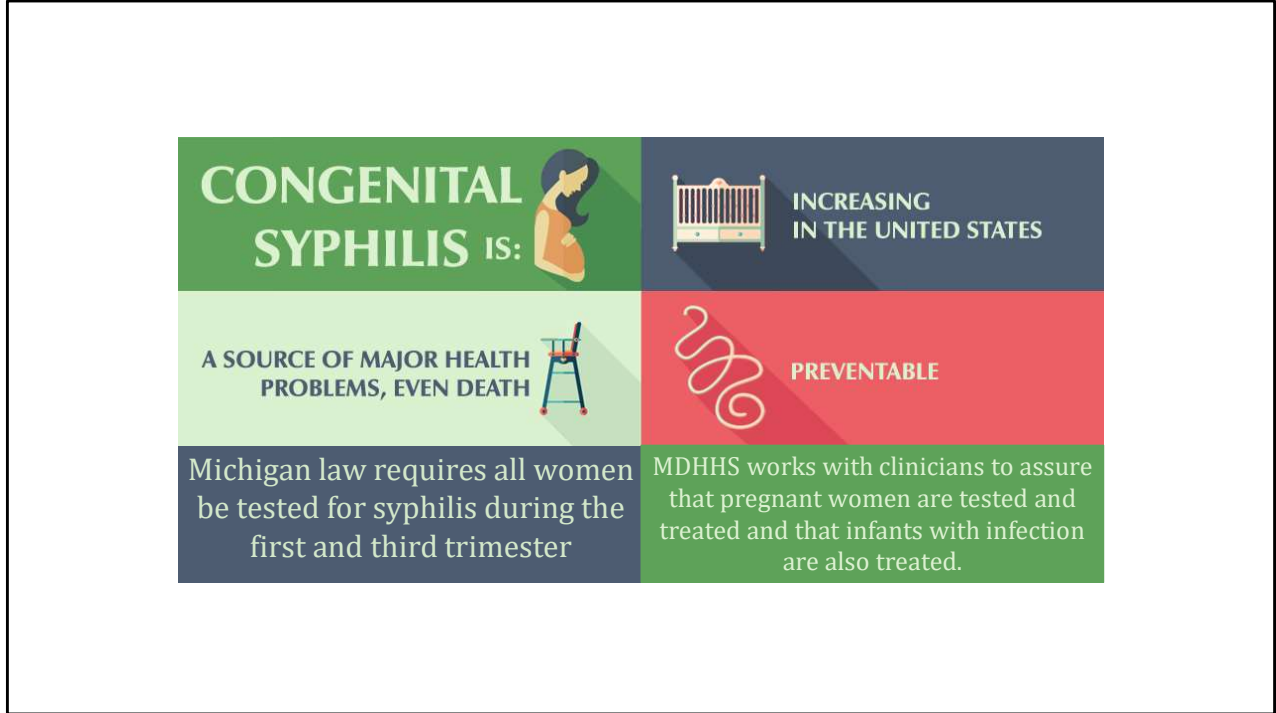 CONGENITAL
SYPHILIS IS:
INCREASING
IN THE UNITED STATES
A SOURCE OF MAJOR HEALTH
PROBLEMS, EVEN DEATH
PREVENTABLE
Michigan law requires all women
be tested for syphilis during the
first and third trimester
MDHHS works with clinicians to assure
that pregnant women are tested and
treated and that infants with infection
are also treated.